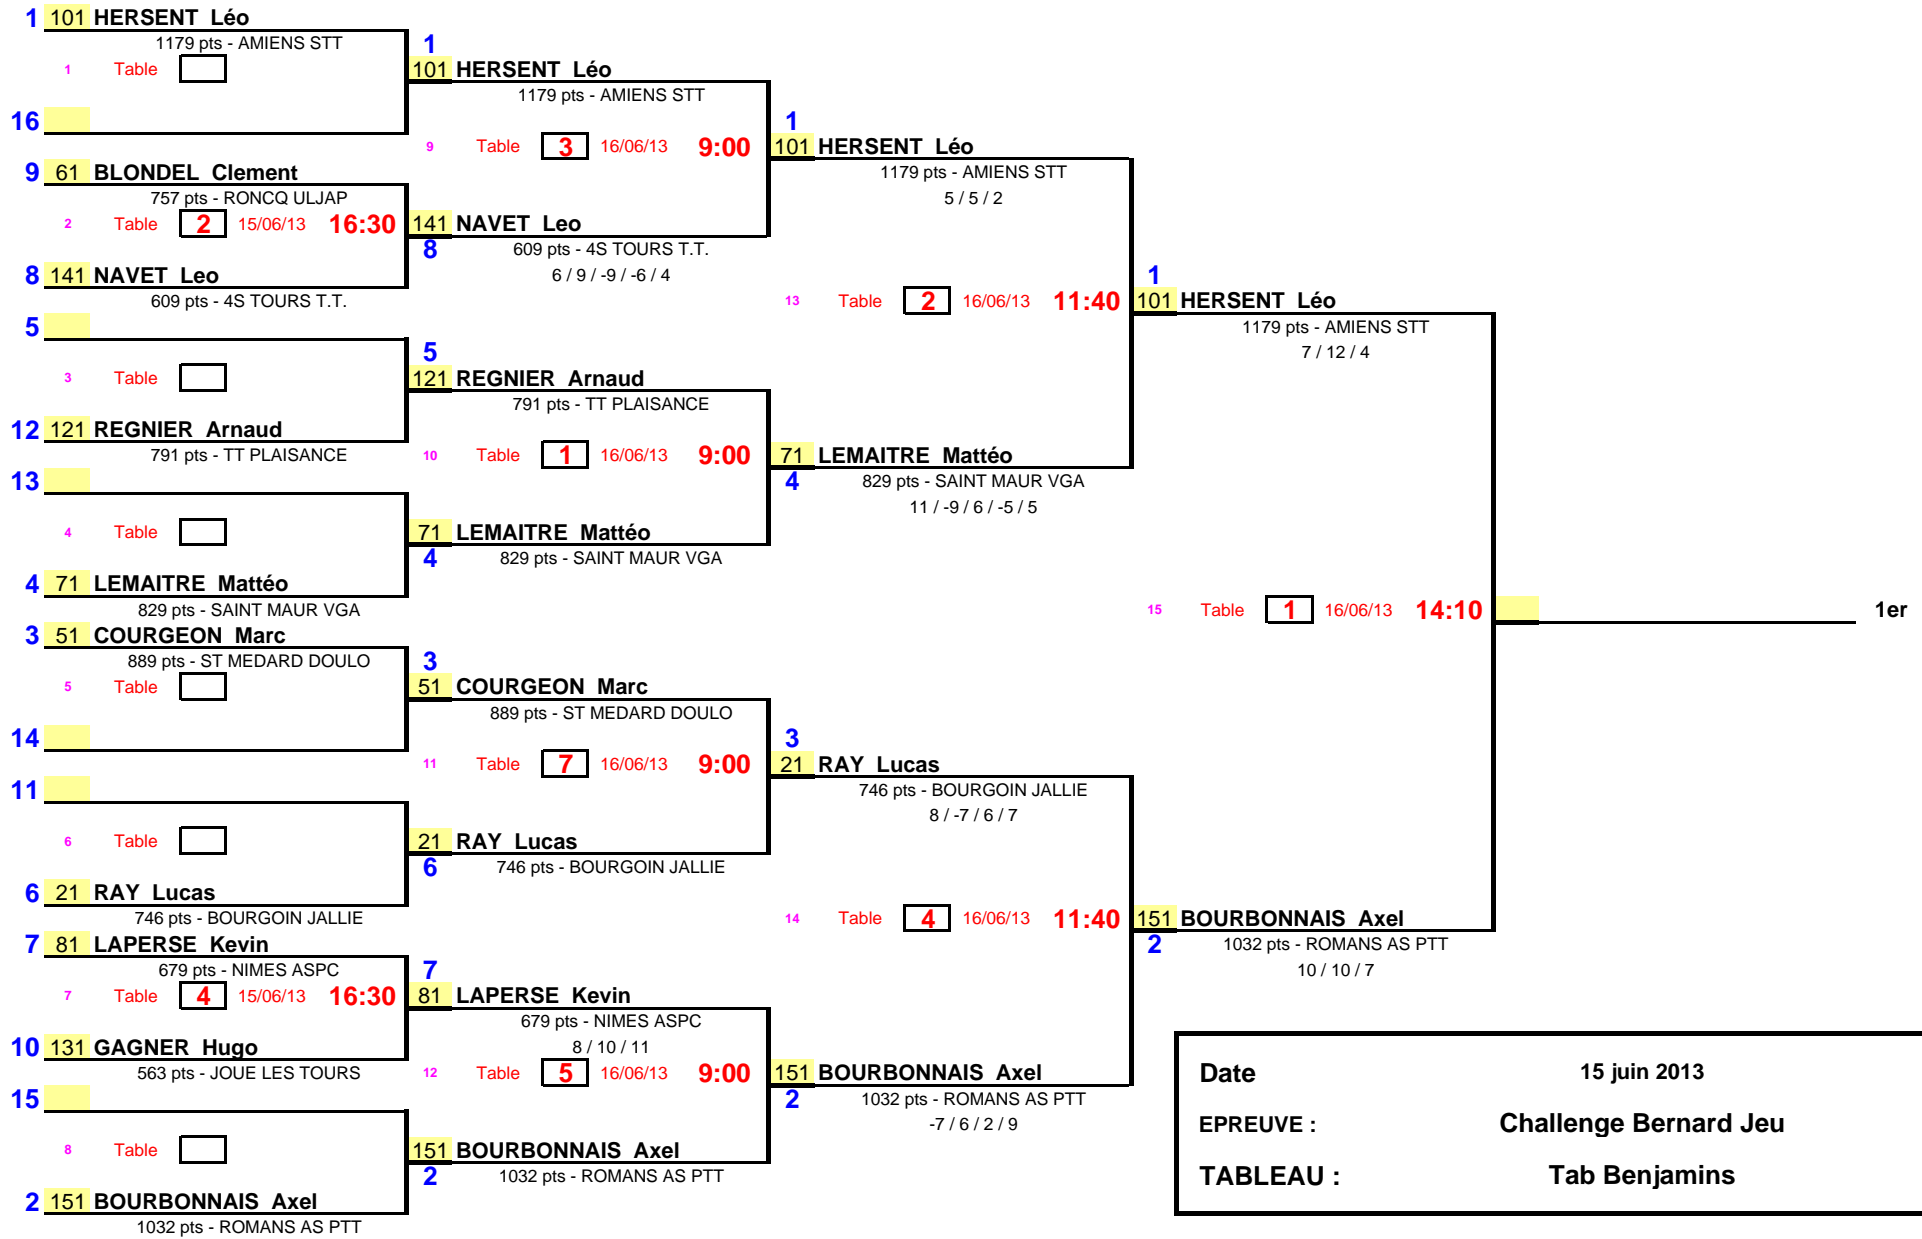 1 101 HERSENT Léo
1179 pts - AMIENS STT
1 Table
16
9 61 BLONDEL Clement
757 pts - RONCQ ULJAP
2 Table 2 15/06/13 16:30
8 141 NAVET Leo
609 pts - 4S TOURS T.T.
5
3 Table
12 121 REGNIER Arnaud
791 pts - TT PLAISANCE
13
4 Table
4 71 LEMAITRE Mattéo
829 pts - SAINT MAUR VGA
3 51 COURGEON Marc
889 pts - ST MEDARD DOULO
5 Table
14
11
6 Table
6 21 RAY Lucas
746 pts - BOURGOIN JALLIE
7 81 LAPERSE Kevin
679 pts - NIMES ASPC
7 Table 4 15/06/13 16:30
10 131 GAGNER Hugo
563 pts - JOUE LES TOURS
15
8 Table
2 151 BOURBONNAIS Axel
1032 pts - ROMANS AS PTT
1
101 HERSENT Léo
1179 pts - AMIENS STT
9 Table 3 16/06/13 9:00
141 NAVET Leo
8
609 pts - 4S TOURS T.T.
6 / 9 / -9 / -6 / 4
5
121 REGNIER Arnaud
791 pts - TT PLAISANCE
10 Table 1 16/06/13 9:00
71 LEMAITRE Mattéo
4
829 pts - SAINT MAUR VGA
3
51 COURGEON Marc
889 pts - ST MEDARD DOULO
11 Table 7 16/06/13 9:00
21 RAY Lucas
6
746 pts - BOURGOIN JALLIE
7
81 LAPERSE Kevin
679 pts - NIMES ASPC
8 / 10 / 11
12 Table 5 16/06/13 9:00
151 BOURBONNAIS Axel
2
1032 pts - ROMANS AS PTT
1
101 HERSENT Léo
1179 pts - AMIENS STT
5 / 5 / 2
13 Table 2 16/06/13 11:40
71 LEMAITRE Mattéo
4
829 pts - SAINT MAUR VGA
11 / -9 / 6 / -5 / 5
3
21 RAY Lucas
746 pts - BOURGOIN JALLIE
8 / -7 / 6 / 7
14 Table 4 16/06/13 11:40
151 BOURBONNAIS Axel
2
1032 pts - ROMANS AS PTT
-7 / 6 / 2 / 9
1
101 HERSENT Léo
1179 pts - AMIENS STT
7 / 12 / 4
15 Table 1 16/06/13 14:10
151 BOURBONNAIS Axel
2
1032 pts - ROMANS AS PTT
10 / 10 / 7
1er
Date 15 juin 2013
EPREUVE : Challenge Bernard Jeu
TABLEAU : Tab Benjamins